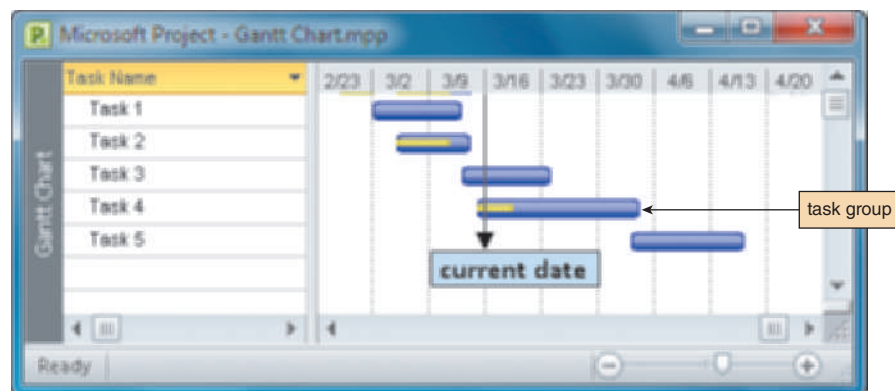 Microsoft Project - Gantt Chart.mpp
Task Name
2/23 3/2 3/9 3/16 3/23 3/30 4/6 4/13 4/20
Gantt Chart
Task 1
Task 2
Task 3
Task 4
task group
Task 5
current date
Ready